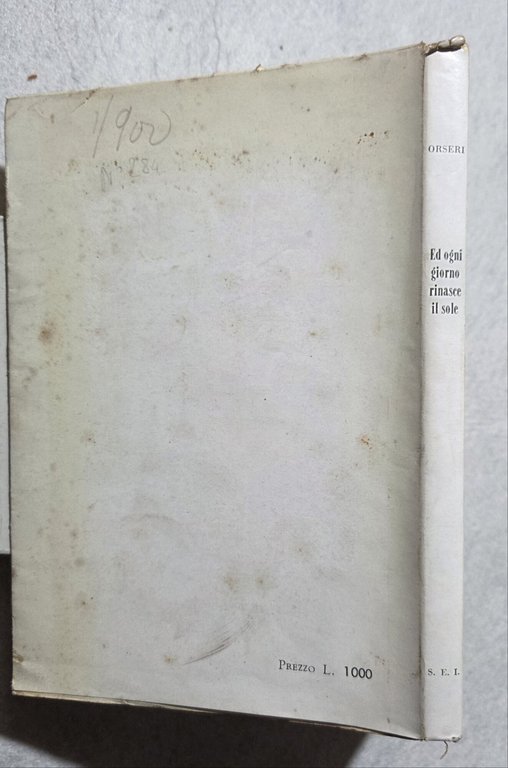 1/900
N° 284
PREZZO L. 1000
ORSERI
Ed ogni
giorno
rinasce
il sole
S. E. I.